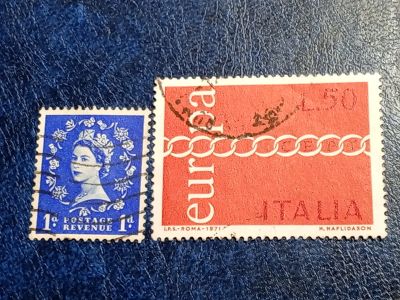 1d POSTAGE 1d
REVENUE
europa
L.50
CEPT
ITALIA
I.P.S.-ROMA-1971
H. HAFLIDASON